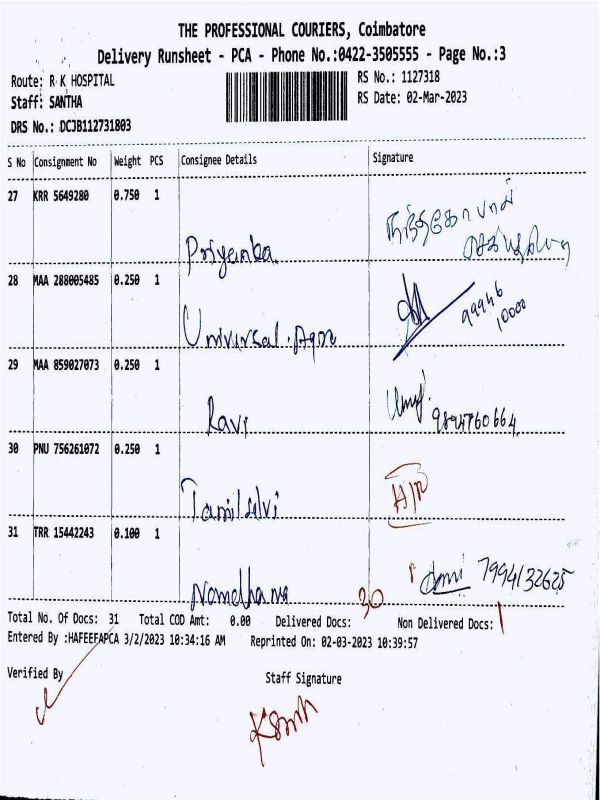 THE PROFESSIONAL COURIERS, Coimbatore
Delivery Runsheet - PCA - Phone No.:0422-3505555 - Page No.:3
Route: R K HOSPITAL
RS No.: 1127318
Staff: SANTHA
RS Date: 02-Mar-2023
DRS No.: DCJB112731803
S No Consignment No Weight PCS Consignee Details Signature
27 KRR 5649280 0.750 1
Priyanka
நந்தகோபால்
28 MAA 288005485 0.250 1
Universal.Agro
99946
10000
29 MAA 859027073 0.250 1
Ravi
9894760664
30 PNU 756261072 0.250 1
Tamilselvi
31 TRR 15442243 0.100 1
7994132625
30
Total No. Of Docs: 31 Total COD Amt: 0.00 Delivered Docs: Non Delivered Docs: 1
Entered By :HAFEEFAPCA 3/2/2023 10:34:16 AM Reprinted On: 02-03-2023 10:39:57
Verified By Staff Signature